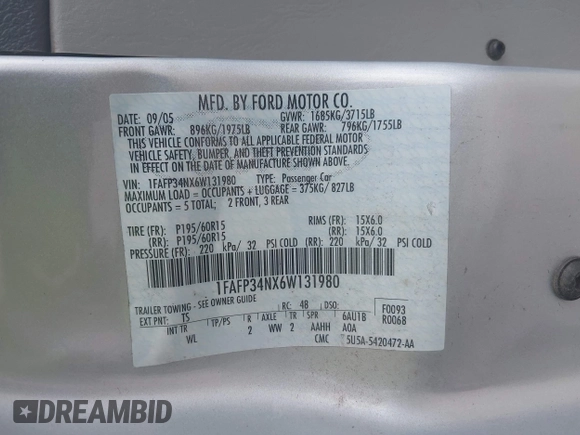 MFD. BY FORD MOTOR CO.
DATE: 09/05 GVWR: 1685KG/3715LB
FRONT GAWR: 896KG/1975LB REAR GAWR: 796KG/1755LB
THIS VEHICLE CONFORMS TO ALL APPLICABLE FEDERAL MOTOR
VEHICLE SAFETY, BUMPER, AND THEFT PREVENTION STANDARDS
IN EFFECT ON THE DATE OF MANUFACTURE SHOWN ABOVE.
VIN: 1FAFP34NX6W131980 TYPE: Passenger Car
MAXIMUM LOAD = OCCUPANTS + LUGGAGE = 375KG/ 827LB
OCCUPANTS = 5 TOTAL; 2 FRONT, 3 REAR
TIRE (FR): P195/60R15 RIMS (FR): 15X6.0
(RR): P195/60R15 (RR): 15X6.0
PRESSURE (FR): 220 kPa/ 32 PSI COLD (RR): 220 kPa/ 32 PSI COLD
1FAFP34NX6W131980
TRAILER TOWING - SEE OWNER GUIDE
EXT PNT: TS RC: 48 DSO: F0093
INT TR TP/PS R AXLE TR SPR 6AUTB R0068
WL 2 WW 2 AAHH AOA
CMC 5U5A-5420472-AA
DREAMBID